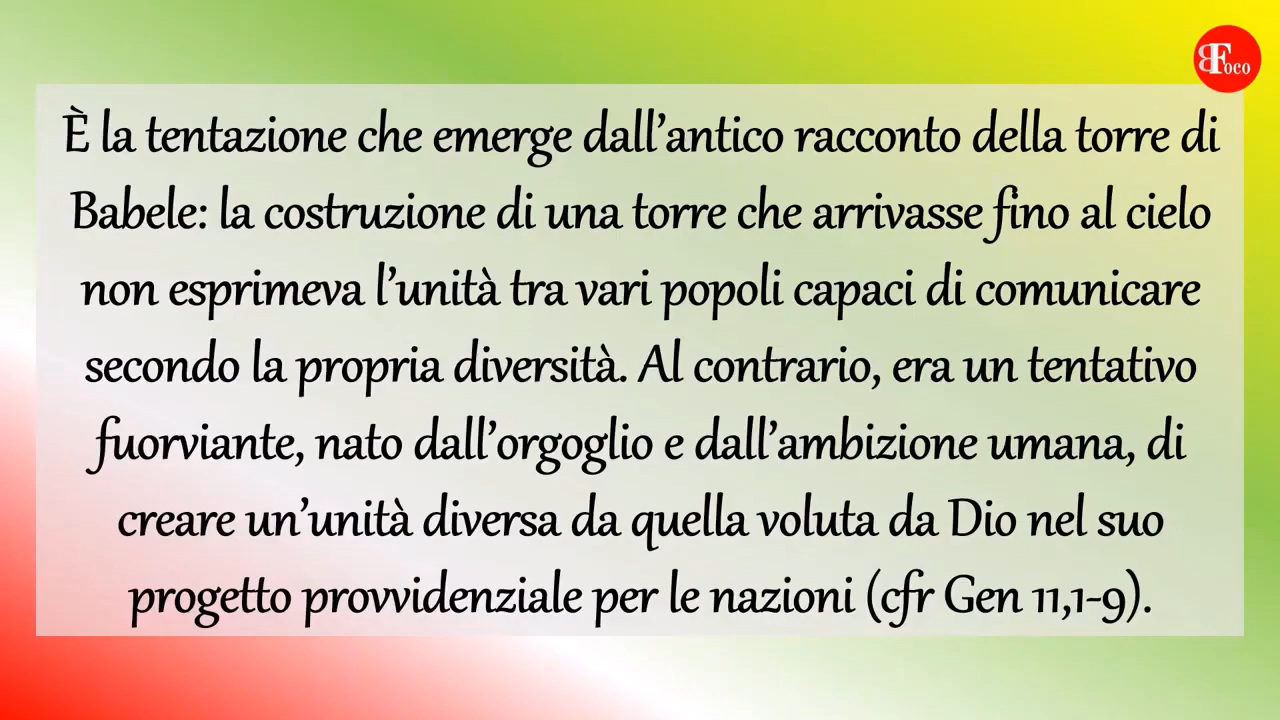 BFoco
È la tentazione che emerge dall’antico racconto della torre di
Babele: la costruzione di una torre che arrivasse fino al cielo
non esprimeva l’unità tra vari popoli capaci di comunicare
secondo la propria diversità. Al contrario, era un tentativo
fuorviante, nato dall’orgoglio e dall’ambizione umana, di
creare un’unità diversa da quella voluta da Dio nel suo
progetto provvidenziale per le nazioni (cfr Gen 11,1-9).